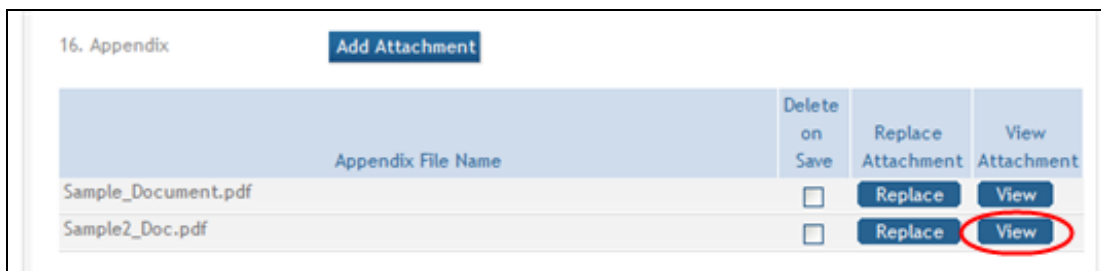 16. Appendix Add Attachment
Delete
on Replace View
Appendix File Name Save Attachment Attachment
Sample_Document.pdf Replace View
Sample2_Doc.pdf Replace View